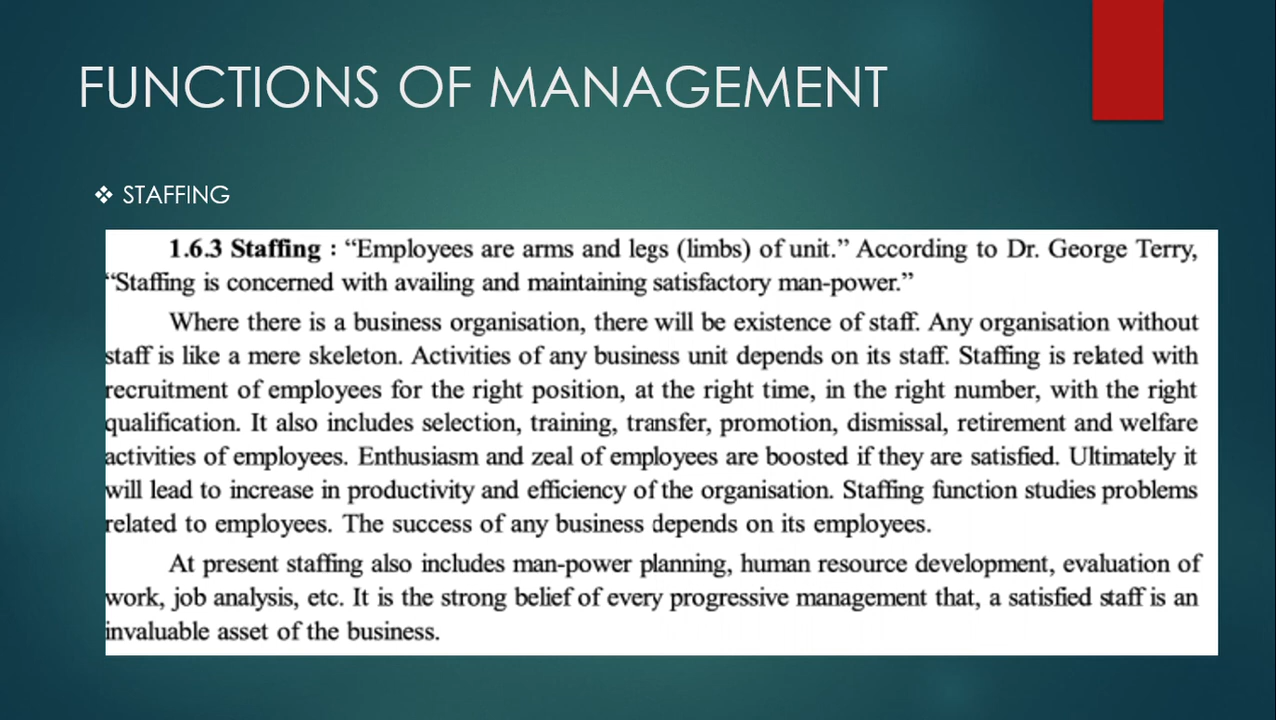 FUNCTIONS OF MANAGEMENT
❖ STAFFING
1.6.3 Staffing : “Employees are arms and legs (limbs) of unit.” According to Dr. George Terry,
“Staffing is concerned with availing and maintaining satisfactory man-power.”
Where there is a business organisation, there will be existence of staff. Any organisation without
staff is like a mere skeleton. Activities of any business unit depends on its staff. Staffing is related with
recruitment of employees for the right position, at the right time, in the right number, with the right
qualification. It also includes selection, training, transfer, promotion, dismissal, retirement and welfare
activities of employees. Enthusiasm and zeal of employees are boosted if they are satisfied. Ultimately it
will lead to increase in productivity and efficiency of the organisation. Staffing function studies problems
related to employees. The success of any business depends on its employees.
At present staffing also includes man-power planning, human resource development, evaluation of
work, job analysis, etc. It is the strong belief of every progressive management that, a satisfied staff is an
invaluable asset of the business.